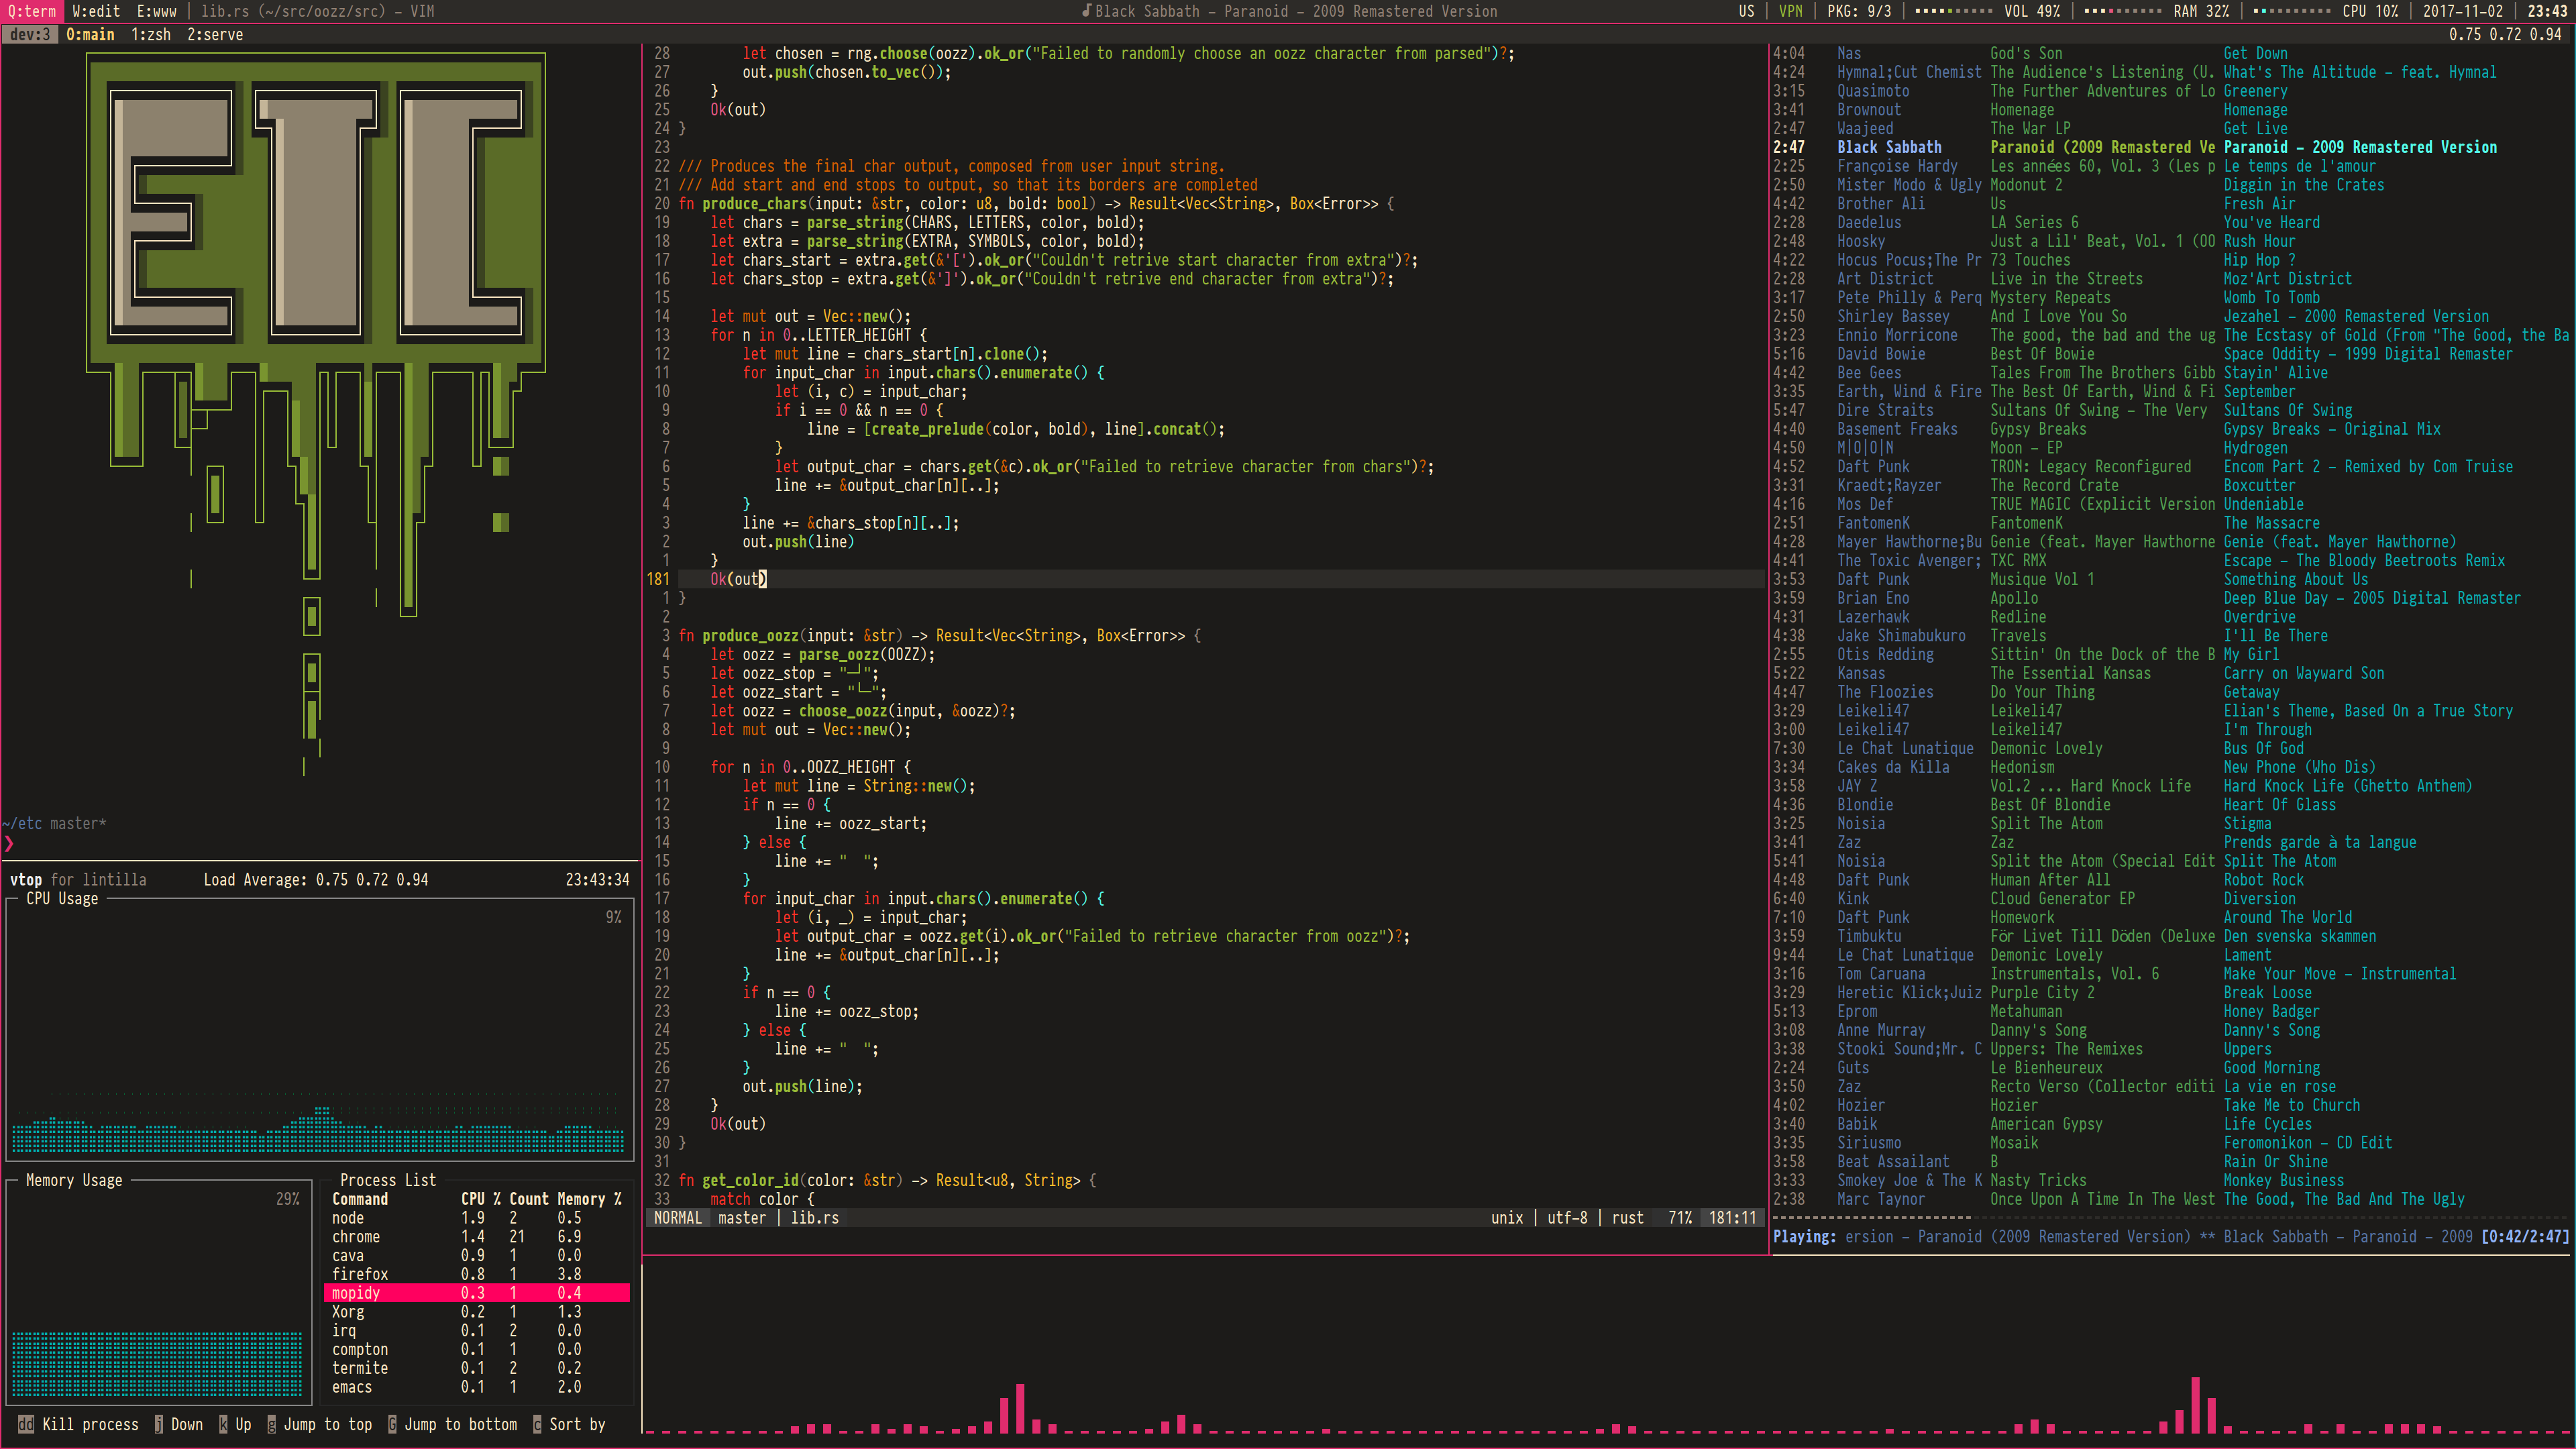 Q:term W:edit E:www | lib.rs (~/src/oozz/src) – VIM
Black Sabbath – Paranoid – 2009 Remastered Version
US | VPN | PKG: 9/3 | VOL 49% | RAM 32% | CPU 10% | 2017-11-02 | 23:43
dev:3 0:main 1:zsh 2:serve
0.75 0.72 0.94
ETC
~/etc master*
❯
vtop for lintilla Load Average: 0.75 0.72 0.94 23:43:34
CPU Usage
9%
Memory Usage
29%
Process List
Command CPU % Count Memory %
node 1.9 2 0.5
chrome 1.4 21 6.9
cava 0.9 1 0.0
firefox 0.8 1 3.8
mopidy 0.3 1 0.4
Xorg 0.2 1 1.3
irq 0.1 2 0.0
compton 0.1 1 0.0
termite 0.1 2 0.2
emacs 0.1 1 2.0
dd Kill process j Down k Up g Jump to top G Jump to bottom c Sort by
28         let chosen = rng.choose(oozz).ok_or("Failed to randomly choose an oozz character from parsed")?;
27         out.push(chosen.to_vec());
26     }
25     Ok(out)
24 }
23
22 /// Produces the final char output, composed from user input string.
21 /// Add start and end stops to output, so that its borders are completed
20 fn produce_chars(input: &str, color: u8, bold: bool) -> Result<Vec<String>, Box<Error>> {
19     let chars = parse_string(CHARS, LETTERS, color, bold);
18     let extra = parse_string(EXTRA, SYMBOLS, color, bold);
17     let chars_start = extra.get(&'[').ok_or("Couldn't retrive start character from extra")?;
16     let chars_stop = extra.get(&']').ok_or("Couldn't retrive end character from extra")?;
15
14     let mut out = Vec::new();
13     for n in 0..LETTER_HEIGHT {
12         let mut line = chars_start[n].clone();
11         for input_char in input.chars().enumerate() {
10             let (i, c) = input_char;
9             if i == 0 && n == 0 {
8                 line = [create_prelude(color, bold), line].concat();
7             }
6             let output_char = chars.get(&c).ok_or("Failed to retrieve character from chars")?;
5             line += &output_char[n][..];
4         }
3         line += &chars_stop[n][..];
2         out.push(line)
1     }
181     Ok(out)
1 }
2
3 fn produce_oozz(input: &str) -> Result<Vec<String>, Box<Error>> {
4     let oozz = parse_oozz(OOZZ);
5     let oozz_stop = "─┘";
6     let oozz_start = "└─";
7     let oozz = choose_oozz(input, &oozz)?;
8     let mut out = Vec::new();
9
10     for n in 0..OOZZ_HEIGHT {
11         let mut line = String::new();
12         if n == 0 {
13             line += oozz_start;
14         } else {
15             line += "  ";
16         }
17         for input_char in input.chars().enumerate() {
18             let (i, _) = input_char;
19             let output_char = oozz.get(i).ok_or("Failed to retrieve character from oozz")?;
20             line += &output_char[n][..];
21         }
22         if n == 0 {
23             line += oozz_stop;
24         } else {
25             line += "  ";
26         }
27         out.push(line);
28     }
29     Ok(out)
30 }
31
32 fn get_color_id(color: &str) -> Result<u8, String> {
33     match color {
NORMAL master | lib.rs unix | utf-8 | rust 71% 181:11
4:04 Nas God's Son Get Down
4:24 Hymnal;Cut Chemist The Audience's Listening (U. What's The Altitude – feat. Hymnal
3:15 Quasimoto The Further Adventures of Lo Greenery
3:41 Brownout Homenage Homenage
2:47 Waajeed The War LP Get Live
2:47 Black Sabbath Paranoid (2009 Remastered Ve Paranoid – 2009 Remastered Version
2:25 Françoise Hardy Les années 60, Vol. 3 (Les p Le temps de l'amour
2:50 Mister Modo & Ugly Modonut 2 Diggin in the Crates
4:42 Brother Ali Us Fresh Air
2:28 Daedelus LA Series 6 You've Heard
2:48 Hoosky Just a Lil' Beat, Vol. 1 (OO Rush Hour
4:22 Hocus Pocus;The Pr 73 Touches Hip Hop ?
2:28 Art District Live in the Streets Moz'Art District
3:17 Pete Philly & Perq Mystery Repeats Womb To Tomb
2:50 Shirley Bassey And I Love You So Jezahel – 2000 Remastered Version
3:23 Ennio Morricone The good, the bad and the ug The Ecstasy of Gold (From "The Good, the Ba
5:16 David Bowie Best Of Bowie Space Oddity – 1999 Digital Remaster
4:42 Bee Gees Tales From The Brothers Gibb Stayin' Alive
3:35 Earth, Wind & Fire The Best Of Earth, Wind & Fi September
5:47 Dire Straits Sultans Of Swing – The Very Sultans Of Swing
4:40 Basement Freaks Gypsy Breaks Gypsy Breaks – Original Mix
4:50 M|O|O|N Moon – EP Hydrogen
4:52 Daft Punk TRON: Legacy Reconfigured Encom Part 2 – Remixed by Com Truise
3:31 Kraedt;Rayzer The Record Crate Boxcutter
4:16 Mos Def TRUE MAGIC (Explicit Version Undeniable
2:51 FantomenK FantomenK The Massacre
4:28 Mayer Hawthorne;Bu Genie (feat. Mayer Hawthorne Genie (feat. Mayer Hawthorne)
4:41 The Toxic Avenger; TXC RMX Escape – The Bloody Beetroots Remix
3:53 Daft Punk Musique Vol 1 Something About Us
3:59 Brian Eno Apollo Deep Blue Day – 2005 Digital Remaster
4:31 Lazerhawk Redline Overdrive
4:38 Jake Shimabukuro Travels I'll Be There
2:55 Otis Redding Sittin' On the Dock of the B My Girl
5:22 Kansas The Essential Kansas Carry on Wayward Son
4:47 The Floozies Do Your Thing Getaway
3:29 Leikeli47 Leikeli47 Elian's Theme, Based On a True Story
3:00 Leikeli47 Leikeli47 I'm Through
7:30 Le Chat Lunatique Demonic Lovely Bus Of God
3:34 Cakes da Killa Hedonism New Phone (Who Dis)
3:58 JAY Z Vol.2 ... Hard Knock Life Hard Knock Life (Ghetto Anthem)
4:36 Blondie Best Of Blondie Heart Of Glass
3:25 Noisia Split The Atom Stigma
3:41 Zaz Zaz Prends garde à ta langue
5:41 Noisia Split the Atom (Special Edit Split The Atom
4:48 Daft Punk Human After All Robot Rock
6:40 Kink Cloud Generator EP Diversion
7:10 Daft Punk Homework Around The World
3:59 Timbuktu För Livet Till Döden (Deluxe Den svenska skammen
9:44 Le Chat Lunatique Demonic Lovely Lament
3:16 Tom Caruana Instrumentals, Vol. 6 Make Your Move – Instrumental
3:29 Heretic Klick;Juiz Purple City 2 Break Loose
5:13 Eprom Metahuman Honey Badger
3:08 Anne Murray Danny's Song Danny's Song
3:38 Stooki Sound;Mr. C Uppers: The Remixes Uppers
2:24 Guts Le Bienheureux Good Morning
3:50 Zaz Recto Verso (Collector editi La vie en rose
4:02 Hozier Hozier Take Me to Church
3:40 Babik American Gypsy Life Cycles
3:35 Siriusmo Mosaik Feromonikon – CD Edit
3:58 Beat Assailant B Rain Or Shine
3:33 Smokey Joe & The K Nasty Tricks Monkey Business
2:38 Marc Taynor Once Upon A Time In The West The Good, The Bad And The Ugly
Playing: ersion – Paranoid (2009 Remastered Version) ** Black Sabbath – Paranoid – 2009 [0:42/2:47]